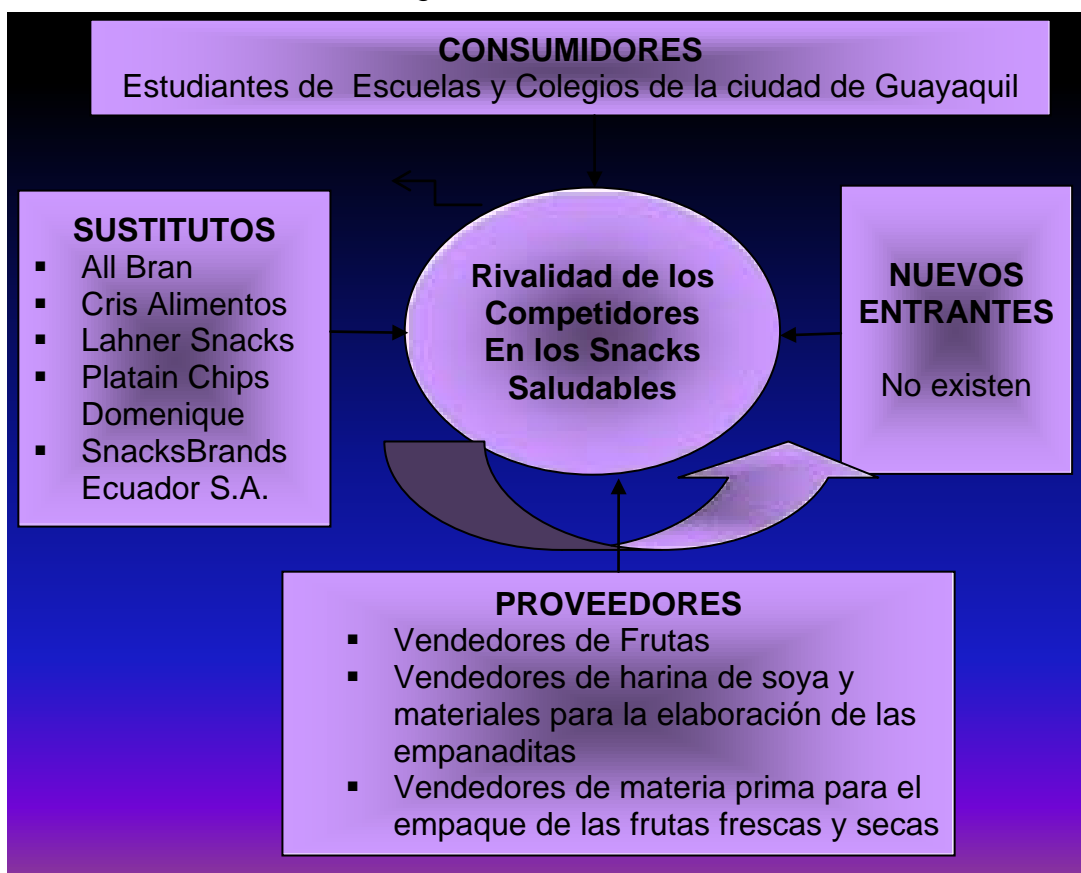 CONSUMIDORES
Estudiantes de Escuelas y Colegios de la ciudad de Guayaquil
SUSTITUTOS
▪ All Bran
▪ Cris Alimentos
▪ Lahner Snacks
▪ Platain Chips
Domenique
▪ SnacksBrands
Ecuador S.A.
Rivalidad de los
Competidores
En los Snacks
Saludables
NUEVOS
ENTRANTES
No existen
PROVEEDORES
▪ Vendedores de Frutas
▪ Vendedores de harina de soya y
materiales para la elaboración de las
empanaditas
▪ Vendedores de materia prima para el
empaque de las frutas frescas y secas